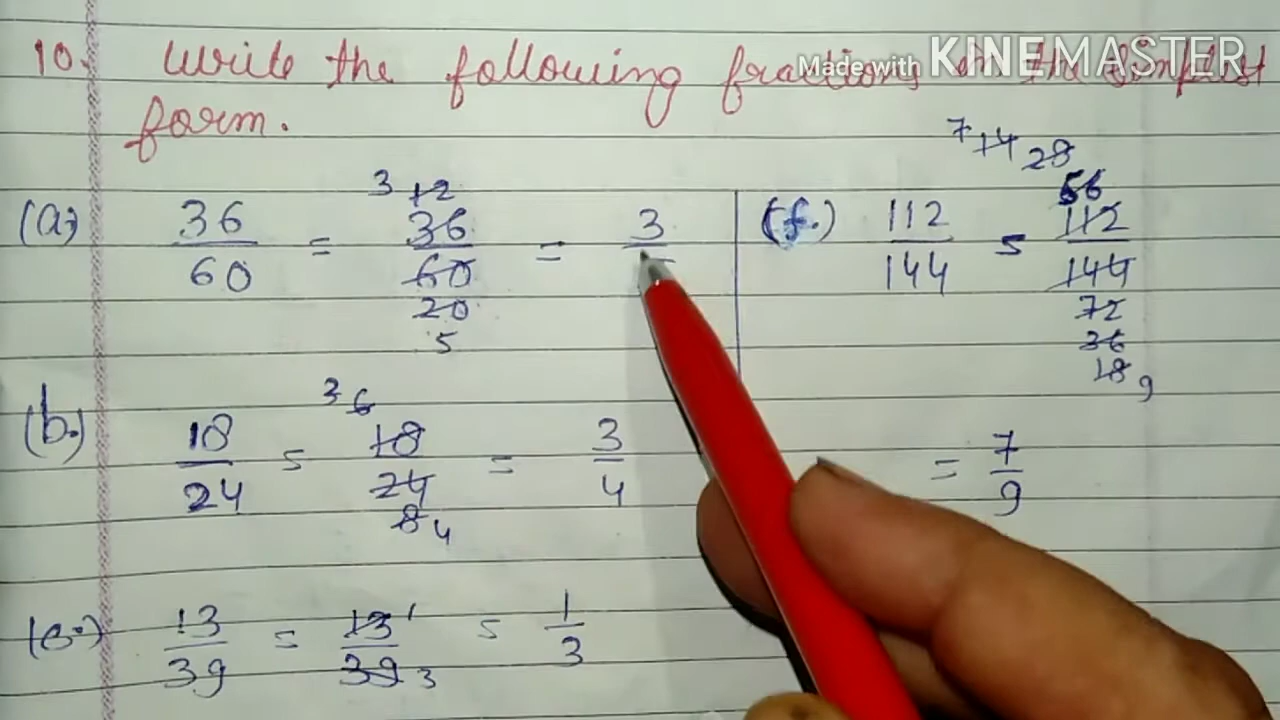 Made with KINEMASTER
10. Write the following fractions in the simplest
form.
(a) 36/60 = 3 12 36/60 20 5 = 3/
(f.) 112/144 = 7 14 28 56 112/144 72 36 18 9
= 7/9
(b.) 18/24 = 3 6 18/24 8 4 = 3/4
13/39 = 13 1/39 3 = 1/3